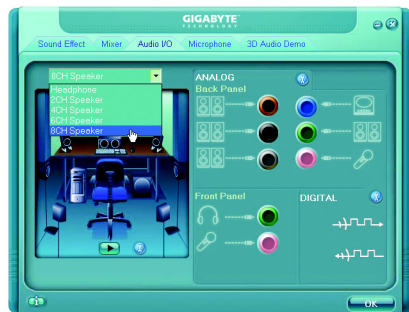 GIGABYTE
TECHNOLOGY
Sound Effect
Mixer
Audio I/O
Microphone
3D Audio Demo
8CH Speaker
Headphone
2CH Speaker
4CH Speaker
6CH Speaker
8CH Speaker
ANALOG
Back Panel
Front Panel
DIGITAL
OK